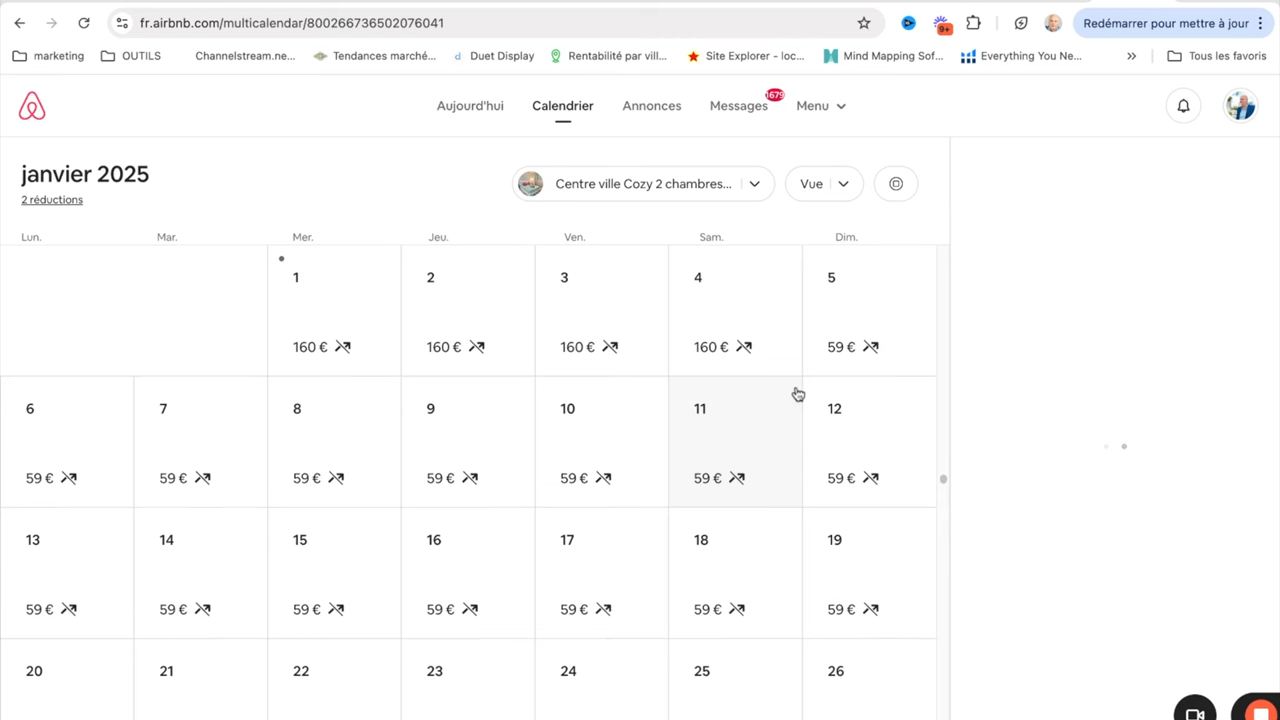 fr.airbnb.com/multicalendar/800266736502076041
9+
Redémarrer pour mettre à jour
marketing
OUTILS
Channelstream.ne...
Tendances marché...
Duet Display
Rentabilité par vill...
Site Explorer - loc...
Mind Mapping Sof...
Everything You Ne...
Tous les favoris
Aujourd'hui
Calendrier
Annonces
Messages
1679
Menu
janvier 2025
2 réductions
Centre ville Cozy 2 chambres...
Vue
Lun. Mar. Mer. Jeu. Ven. Sam. Dim.
1 2 3 4 5
160 € 160 € 160 € 160 € 59 €
6 7 8 9 10 11 12
59 € 59 € 59 € 59 € 59 € 59 € 59 €
13 14 15 16 17 18 19
59 € 59 € 59 € 59 € 59 € 59 € 59 €
20 21 22 23 24 25 26